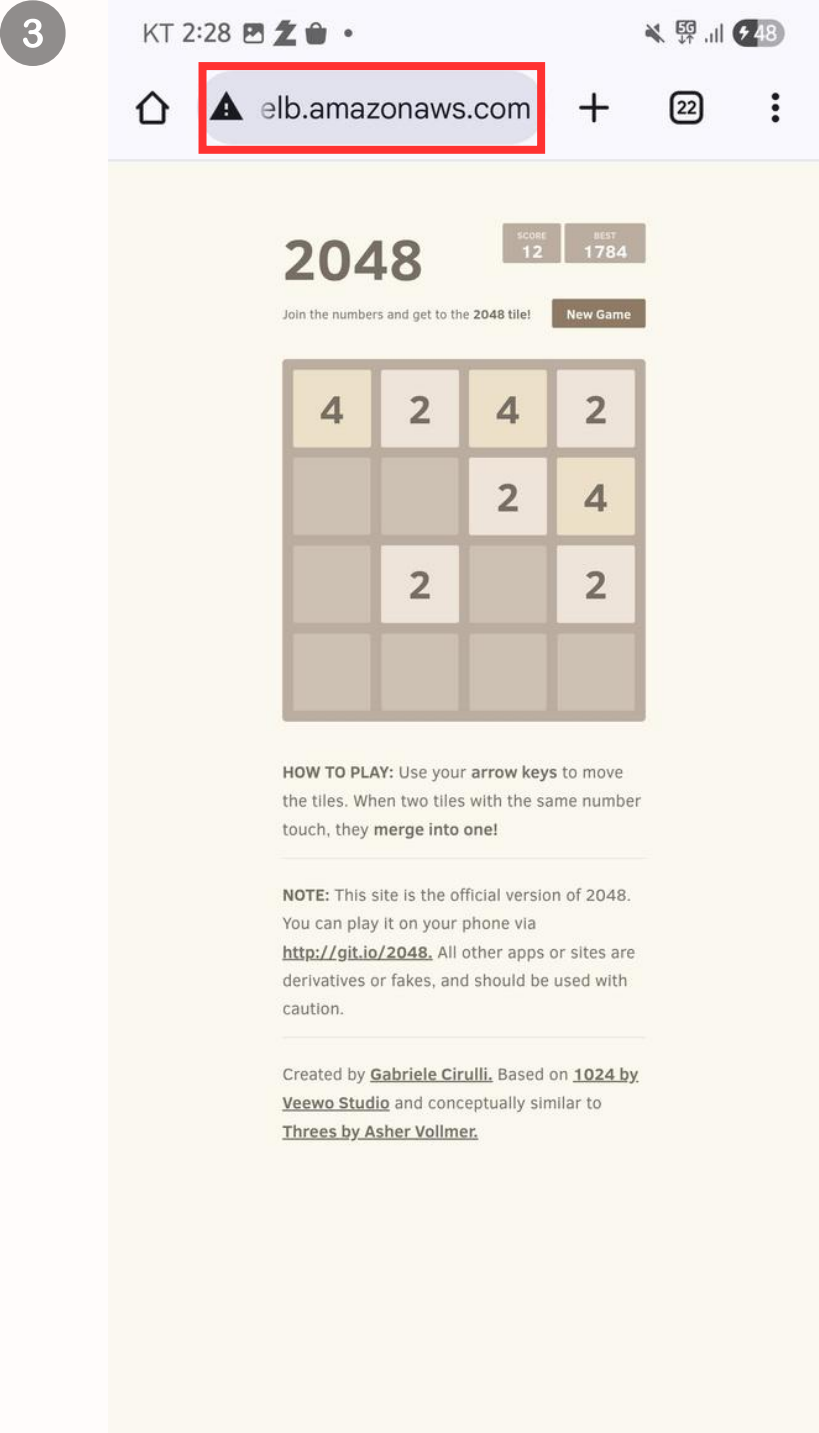 3
KT 2:28
5G
48
elb.amazonaws.com
22
2048
SCORE
12
BEST
1784
Join the numbers and get to the 2048 tile!
New Game
4 2 4 2
2 4
2 2
HOW TO PLAY: Use your arrow keys to move
the tiles. When two tiles with the same number
touch, they merge into one!
NOTE: This site is the official version of 2048.
You can play it on your phone via
http://git.io/2048. All other apps or sites are
derivatives or fakes, and should be used with
caution.
Created by Gabriele Cirulli. Based on 1024 by
Veewo Studio and conceptually similar to
Threes by Asher Vollmer.